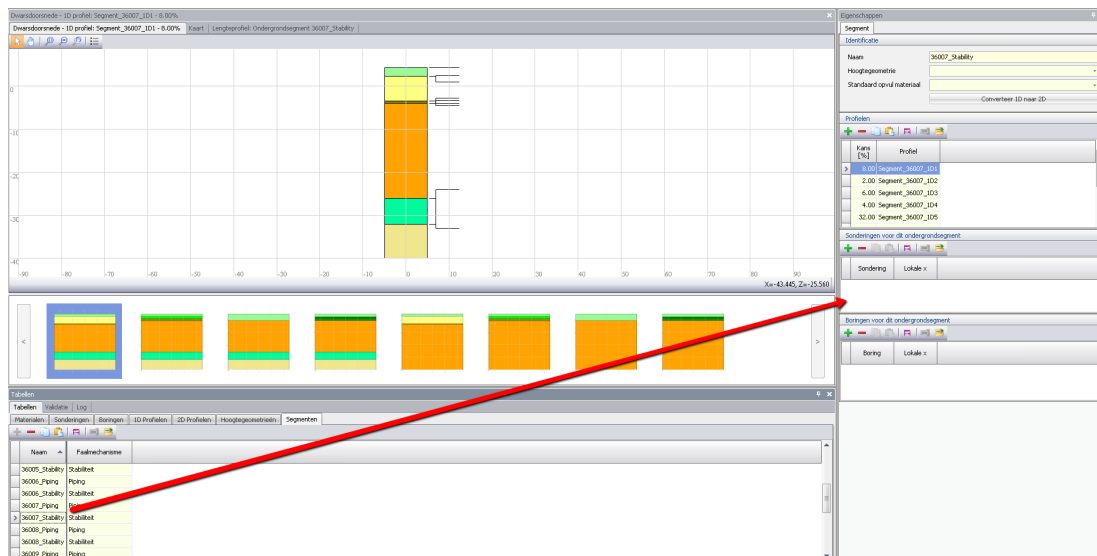 Dwarsdoorsnede - 1D profiel: Segment_36007_1D1 - 8.00%
Dwarsdoorsnede - 1D profiel: Segment_36007_1D1 - 8.00% Kaart Lengteprofiel: Ondergrondsegment 36007_Stability
0
-10
-20
-30
-40
-90 -80 -70 -60 -50 -40 -30 -20 -10 0 10 20 30 40 50 60 70 80 90
X=-43.445, Z=-25.560
< >
Tabellen
Tabellen Validatie Log
Materialen Sonderingen Boringen 1D Profielen 2D Profielen Hoogtegeometrieën Segmenten
Naam Faalmechanisme
36005_Stability Stabiliteit
36006_Piping Piping
36006_Stability Stabiliteit
36007_Piping Piping
> 36007_Stability Stabiliteit
36008_Piping Piping
36008_Stability Stabiliteit
36009_Piping Piping
Eigenschappen
Segment
Identificatie
Naam 36007_Stability
Hoogtegeometrie
Standaard opvul materiaal
Converteer 1D naar 2D
Profielen
Kans [%] Profiel
> 8.00 Segment_36007_1D1
2.00 Segment_36007_1D2
6.00 Segment_36007_1D3
4.00 Segment_36007_1D4
32.00 Segment_36007_1D5
Sonderingen voor dit ondergrondsegment
Sondering Lokale x
Boringen voor dit ondergrondsegment
Boring Lokale x